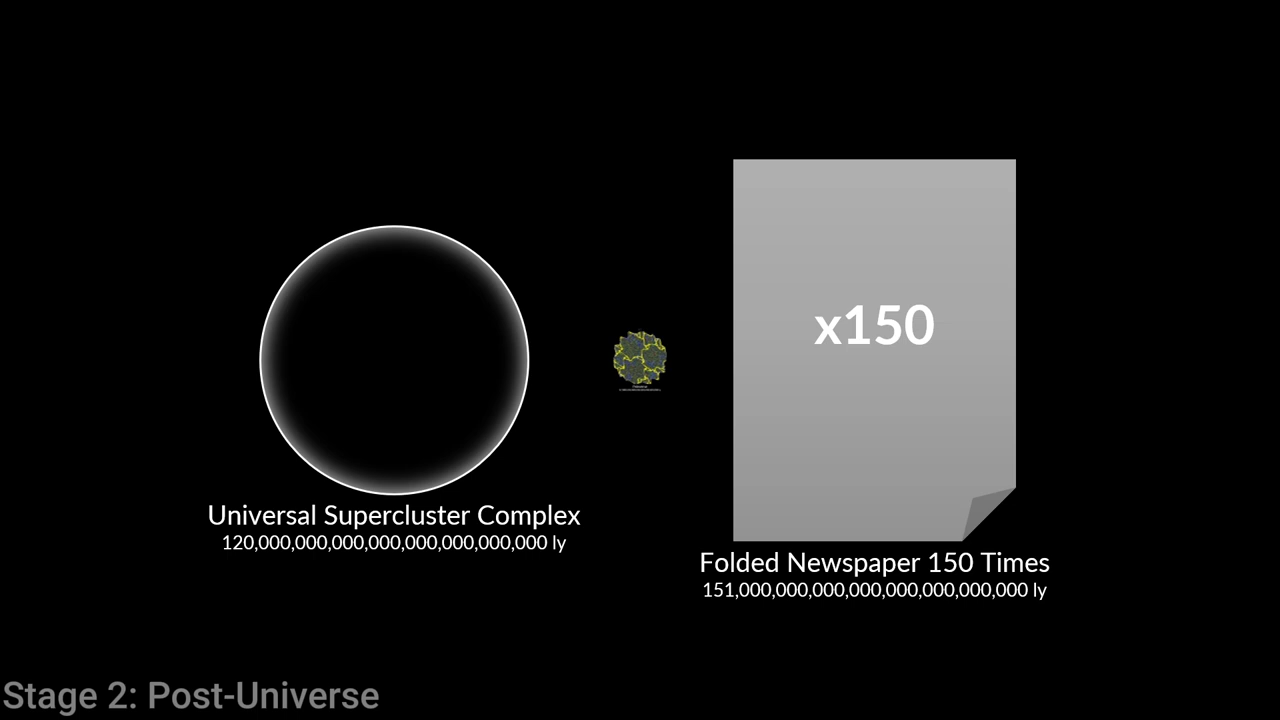 x150
Universal Supercluster Complex
120,000,000,000,000,000,000,000,000 ly
Folded Newspaper 150 Times
151,000,000,000,000,000,000,000,000 ly
Stage 2: Post-Universe